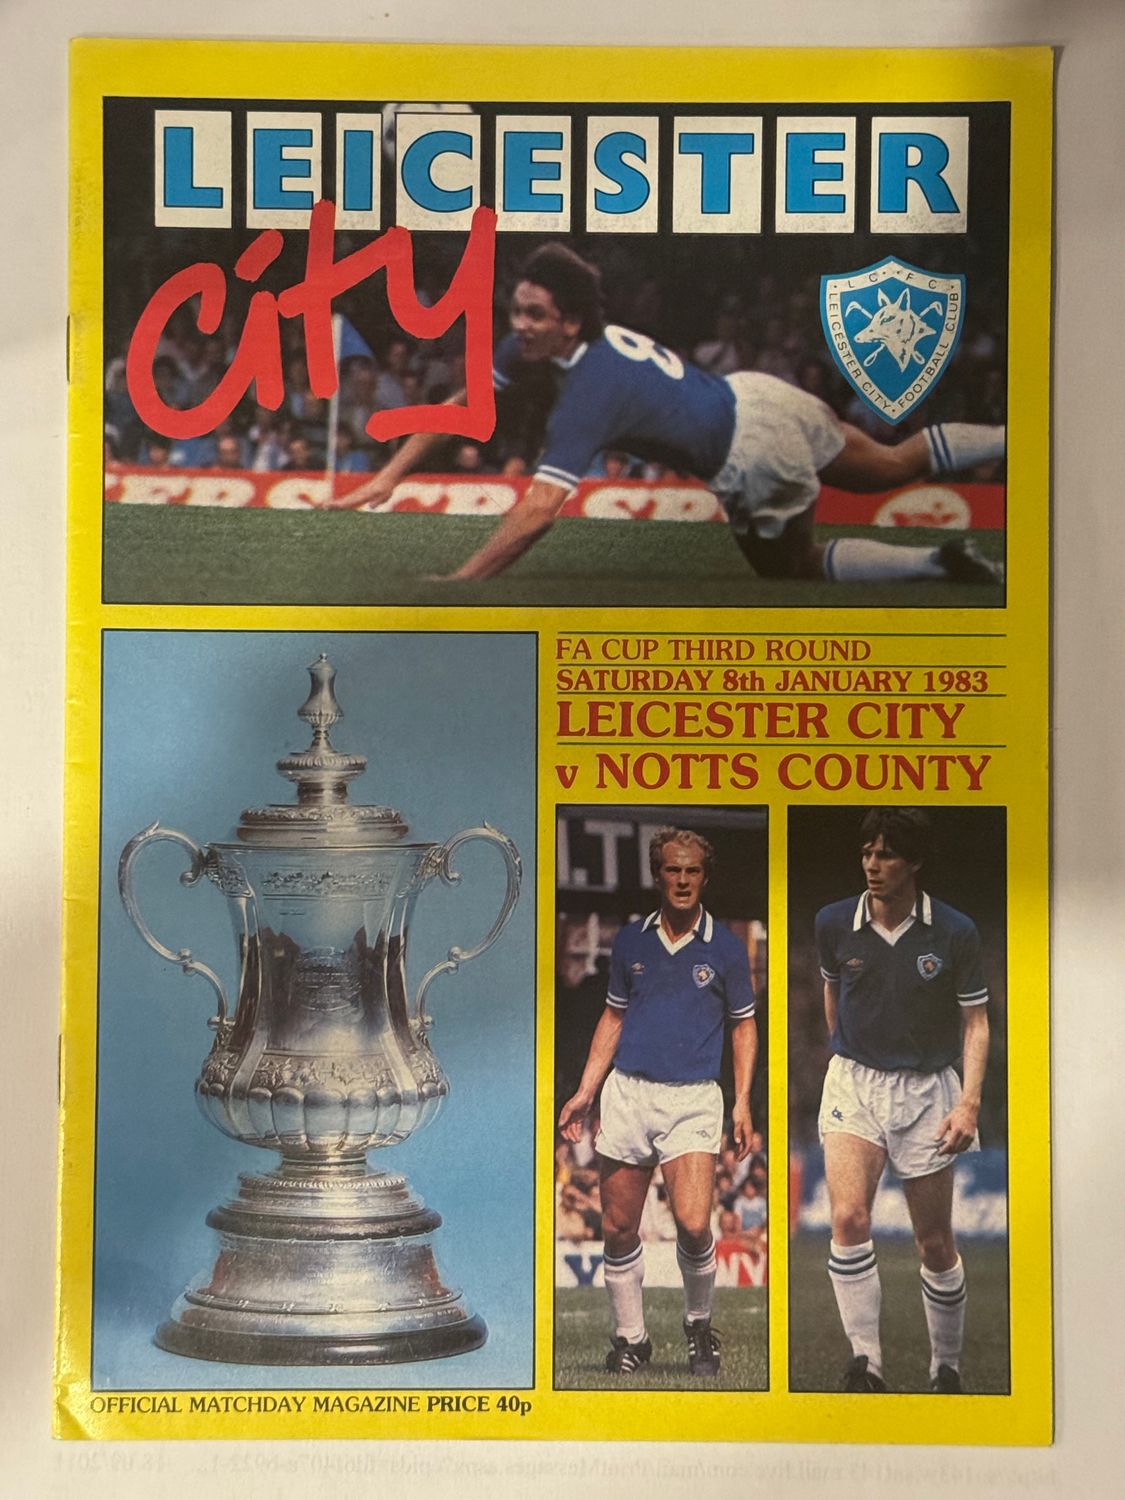 LEICESTER
city
8
L C F C
LEICESTER CITY · FOOTBALL CLUB
FA CUP THIRD ROUND
SATURDAY 8th JANUARY 1983
LEICESTER CITY
v NOTTS COUNTY
OFFICIAL MATCHDAY MAGAZINE PRICE 40p